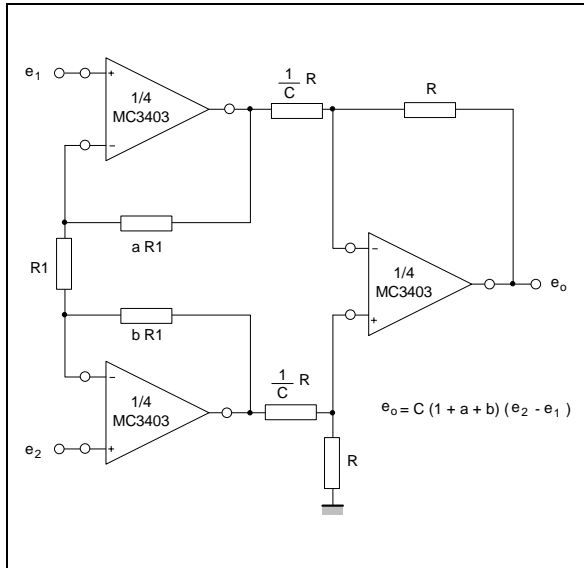 e1
+
1/4
MC3403
−
1/C R
R
a R1
R1
b R1
−
1/4
MC3403
+
eo
−
1/4
MC3403
+
e2
1/C R
R
eo = C (1 + a + b) (e2 - e1)